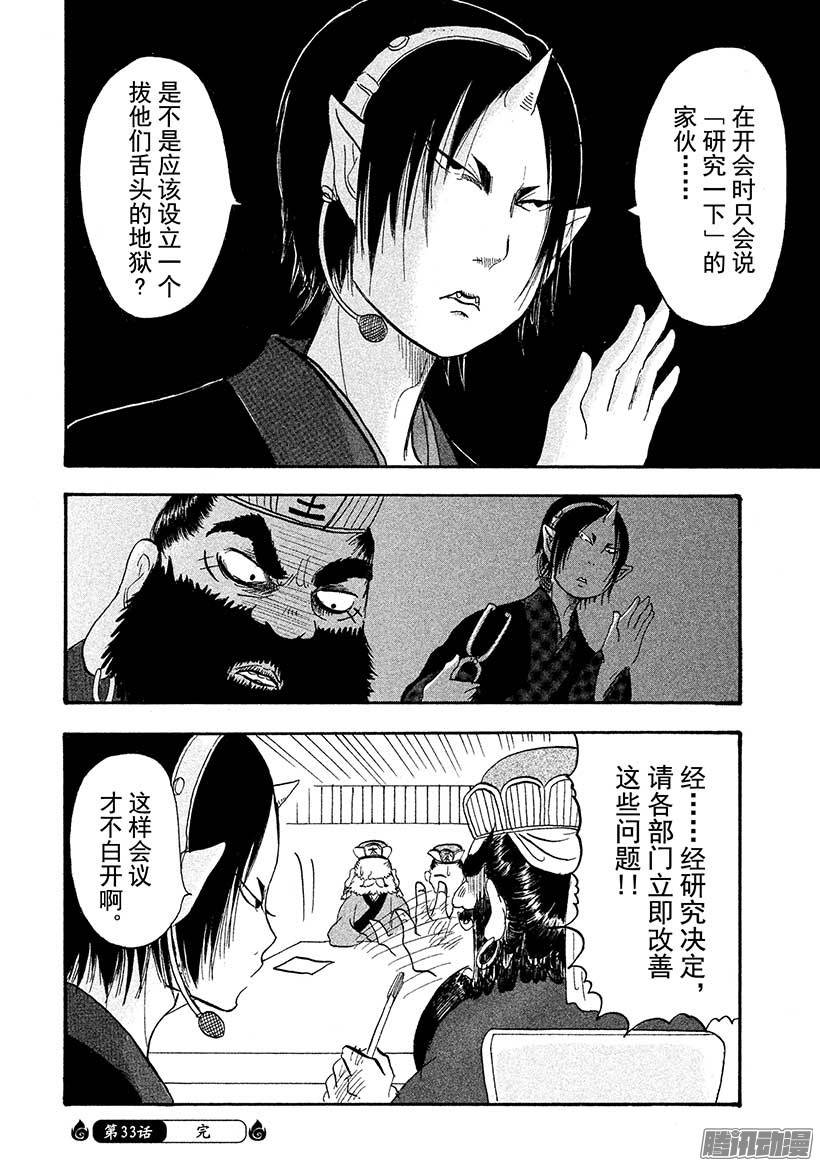 在开会时只会说
「研究一下」的
家伙……
是不是应该设立一个
拔他们舌头的地狱?
王
经……经研究决定,
请各部门立即改善
这些问题!!
这样会议
才不白开啊。
第33话 完
腾讯动漫